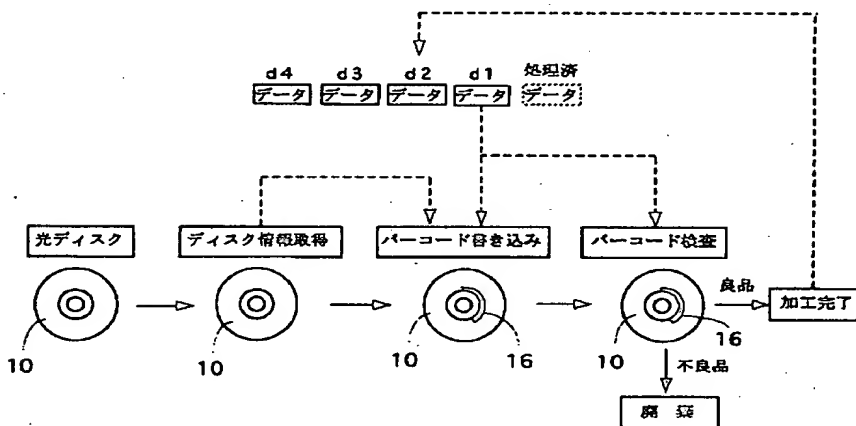 d4 d3 d2 d1 処理済
データ データ データ データ データ
光ディスク ディスク情報取得 バーコード書き込み バーコード検査
良品
加工完了
10 10 10 16 10 16
不良品
廃棄